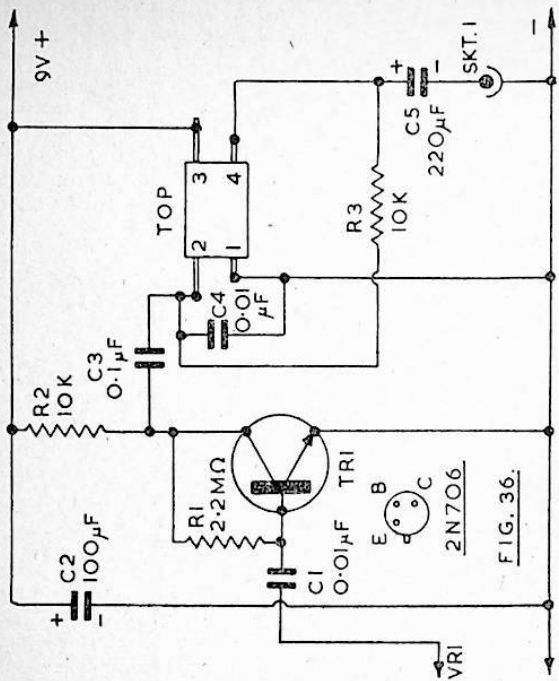 9V +
−
C2
100µF
+
−
R2
10K
C3
0·1µF
TOP
2
3
1
4
C4
0·01
µF
R1
2·2MΩ
TR1
C1
0·01µF
VR1
R3
10K
+
−
C5
220µF
SKT. 1
E
B
C
2N706
FIG. 36.